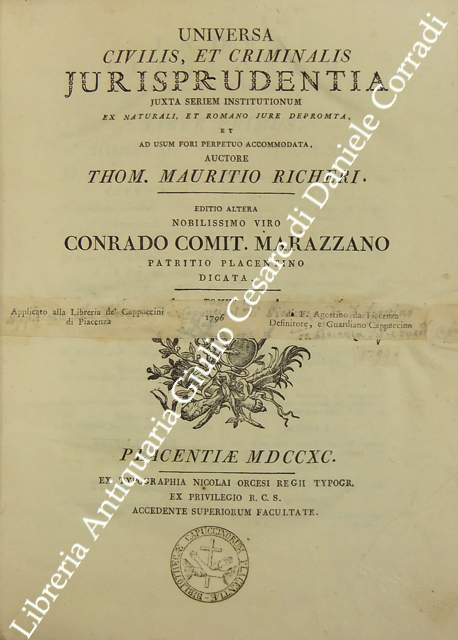 UNIVERSA
CIVILIS, ET CRIMINALIS
JURISPRUDENTIA
JUXTA SERIEM INSTITUTIONUM
EX NATURALI, ET ROMANO JURE DEPROMTA,
ET
AD USUM FORI PERPETUO ACCOMMODATA,
AUCTORE
THOM. MAURITIO RICHERI.
EDITIO ALTERA
NOBILISSIMO VIRO
CONRADO COMIT. MARAZZANO
PATRITIO PLACENTINO
DICATA
Applicato alla Libreria de' Cappuccini
di Piacenza
1796
da F. Agostino da Piacenza
Definitore, e Guardiano Cappuccino
PLACENTIÆ MDCCXC.
EX TYPOGRAPHIA NICOLAI ORCESI REGII TYPOGR.
EX PRIVILEGIO R. C. S.
ACCEDENTE SUPERIORUM FACULTATE.
BIBLIOTHECÆ CAPUCCINORUM PLACENTIÆ
Libreria Antiquaria Giulio Cesare di Daniele Corradi